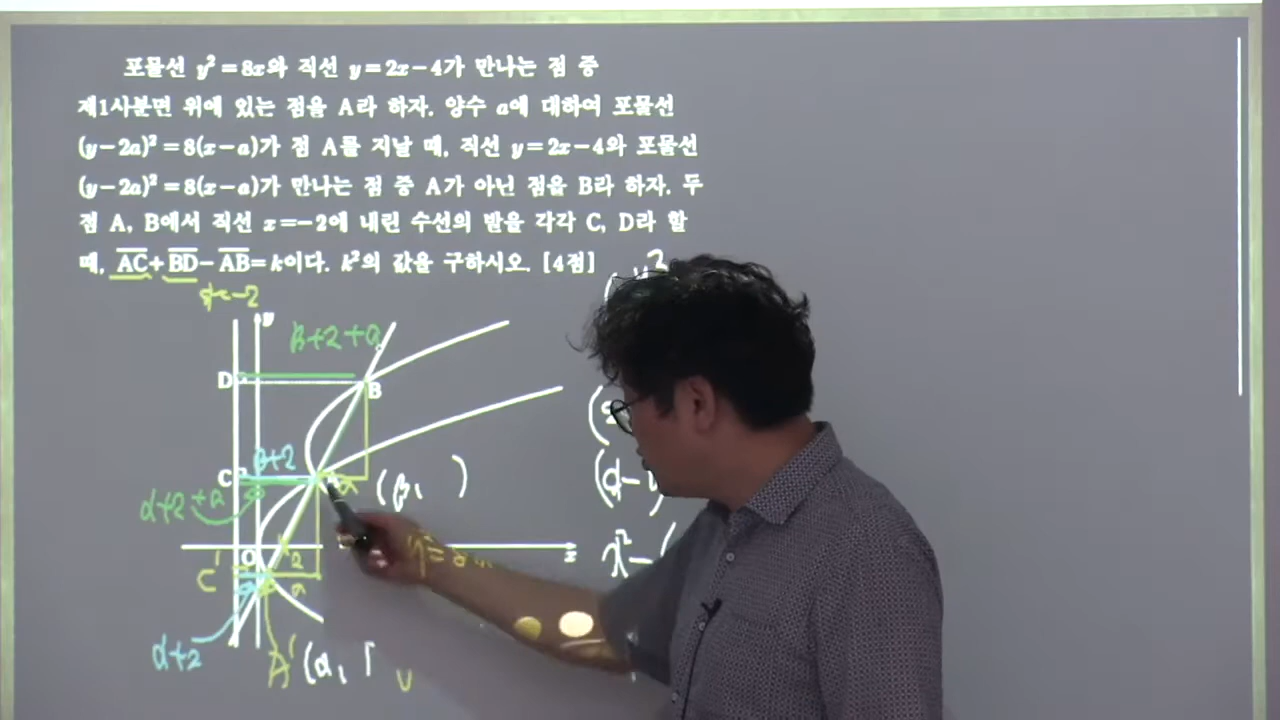 포물선 y² = 8x와 직선 y = 2x − 4가 만나는 점 중
제1사분면 위에 있는 점을 A라 하자. 양수 a에 대하여 포물선
(y − 2a)² = 8(x − a)가 점 A를 지날 때, 직선 y = 2x − 4와 포물선
(y − 2a)² = 8(x − a)가 만나는 점 중 A가 아닌 점을 B라 하자. 두
점 A, B에서 직선 x = −2에 내린 수선의 발을 각각 C, D라 할
때, AC + BD − AB = k이다. k²의 값을 구하시오. [4점]
x = −2
y
β+2+a
D
B
C
β+2
a
(β, )
α+2+a
O
2
x
C'
a
α+2
A'
(α,